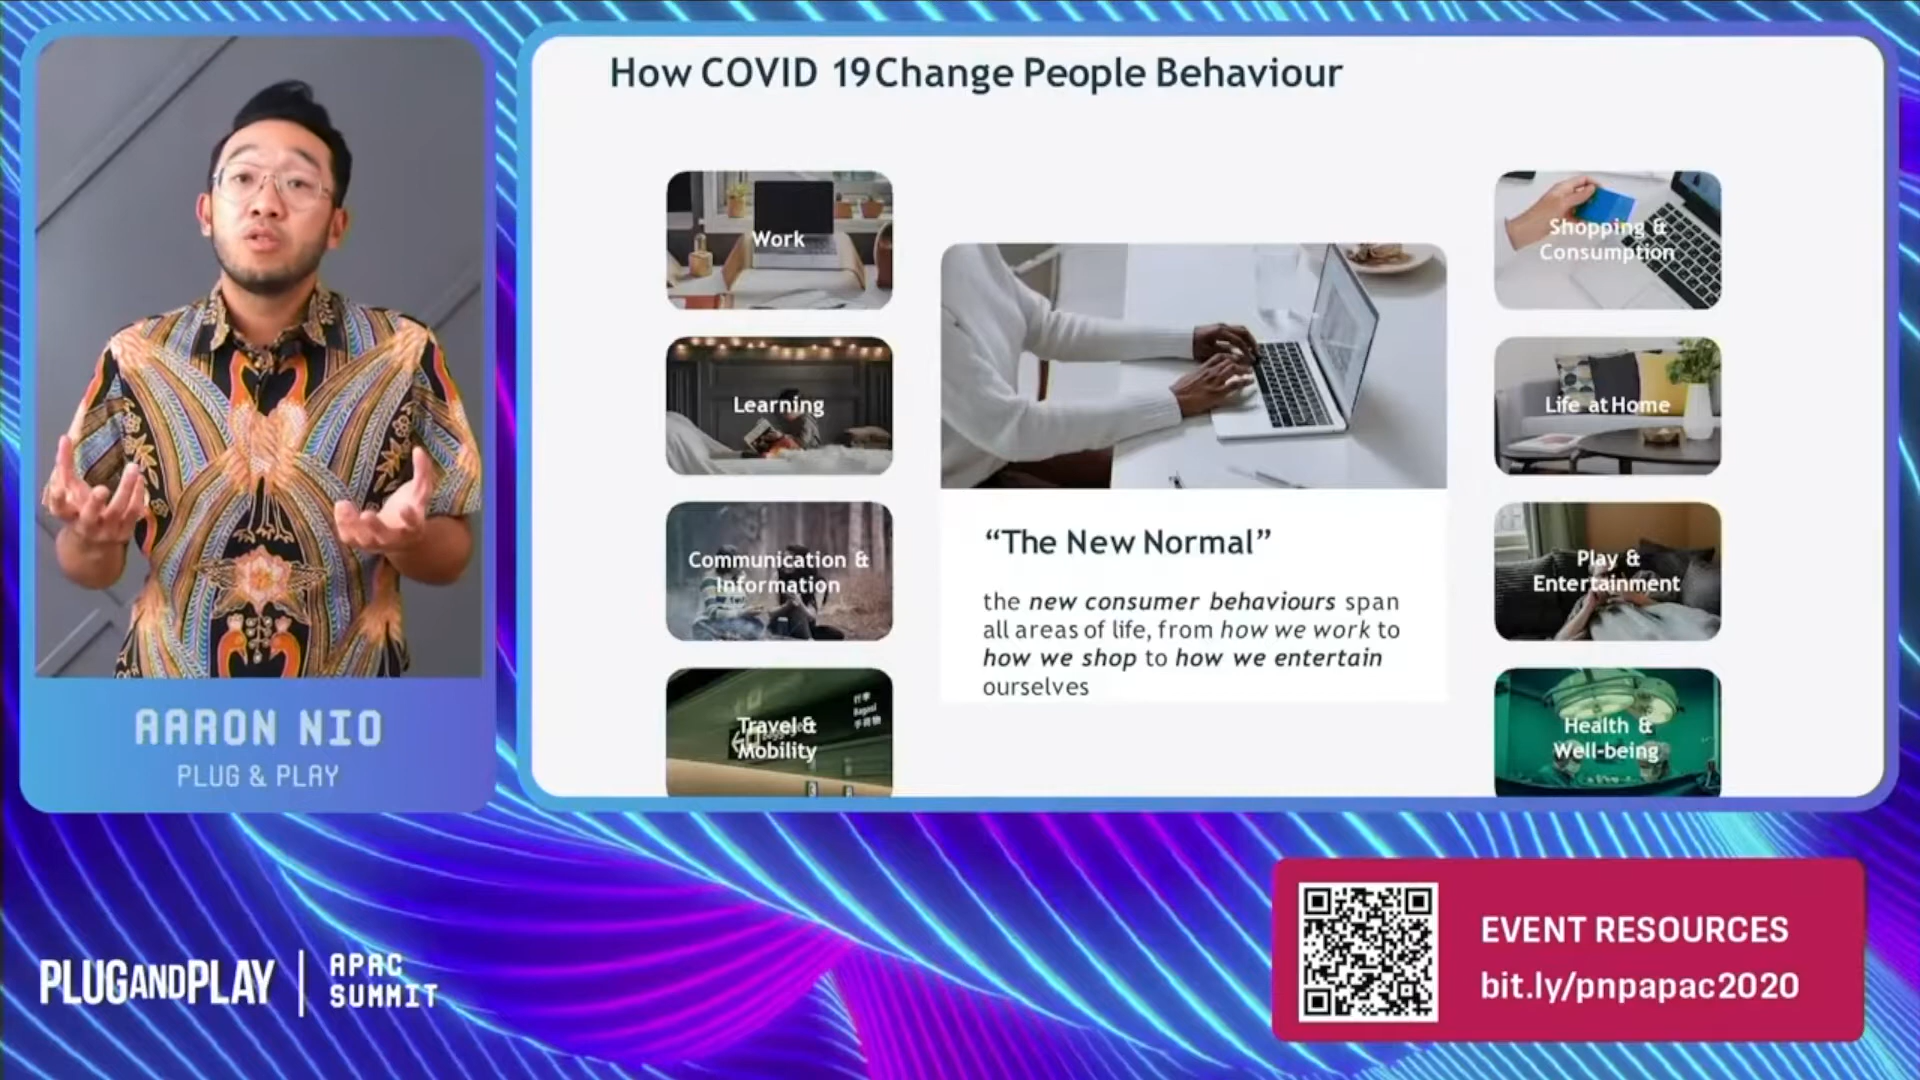 How COVID 19 Change People Behaviour
Work
Learning
Communication &
Information
Travel &
Mobility
“The New Normal”
the new consumer behaviours span
all areas of life, from how we work to
how we shop to how we entertain
ourselves
Shopping &
Consumption
Life at Home
Play &
Entertainment
Health &
Well-being
AARON NIO
PLUG & PLAY
PLUGANDPLAY
APAC
SUMMIT
EVENT RESOURCES
bit.ly/pnpapac2020